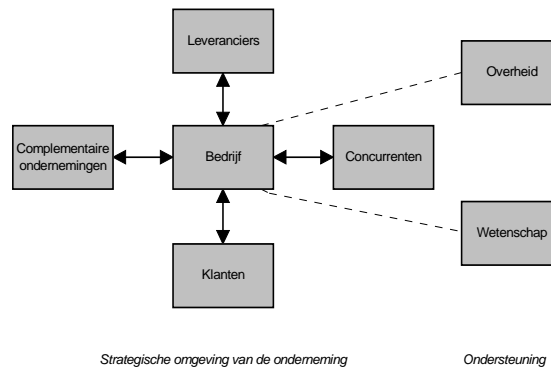 Leveranciers
Overheid
Complementaire
ondernemingen
Bedrijf
Concurrenten
Wetenschap
Klanten
Strategische omgeving van de onderneming
Ondersteuning